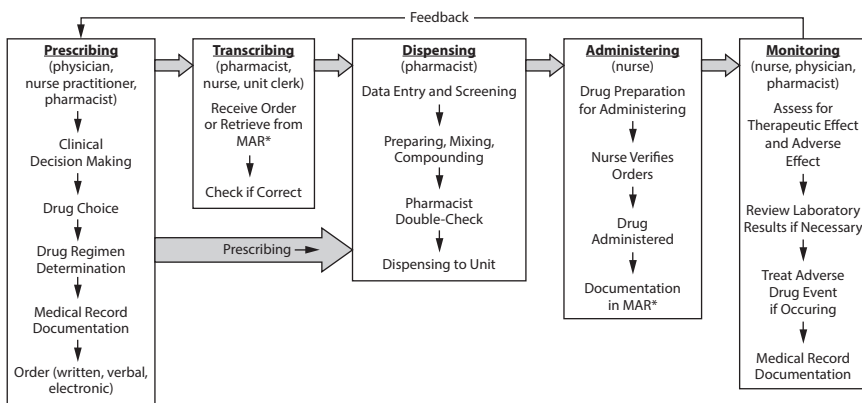 Feedback
Prescribing
(physician,
nurse practitioner,
pharmacist)
Clinical
Decision Making
Drug Choice
Drug Regimen
Determination
Medical Record
Documentation
Order (written, verbal,
electronic)
Transcribing
(pharmacist,
nurse, unit clerk)
Receive Order
or Retrieve from
MAR*
Check if Correct
Prescribing
Dispensing
(pharmacist)
Data Entry and Screening
Preparing, Mixing,
Compounding
Pharmacist
Double-Check
Dispensing to Unit
Administering
(nurse)
Drug Preparation
for Administering
Nurse Verifies
Orders
Drug
Administered
Documentation
in MAR*
Monitoring
(nurse, physician,
pharmacist)
Assess for
Therapeutic Effect
and Adverse
Effect
Review Laboratory
Results if Necessary
Treat Adverse
Drug Event
if Occuring
Medical Record
Documentation